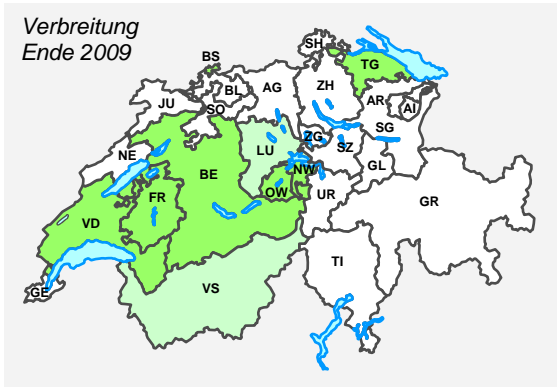 Verbreitung
Ende 2009
SH
BS
TG
BL
AG
ZH
JU
AR
AI
SO
SG
ZG
NE
LU
SZ
BE
GL
NW
FR
OW
UR
GR
VD
TI
VS
GE